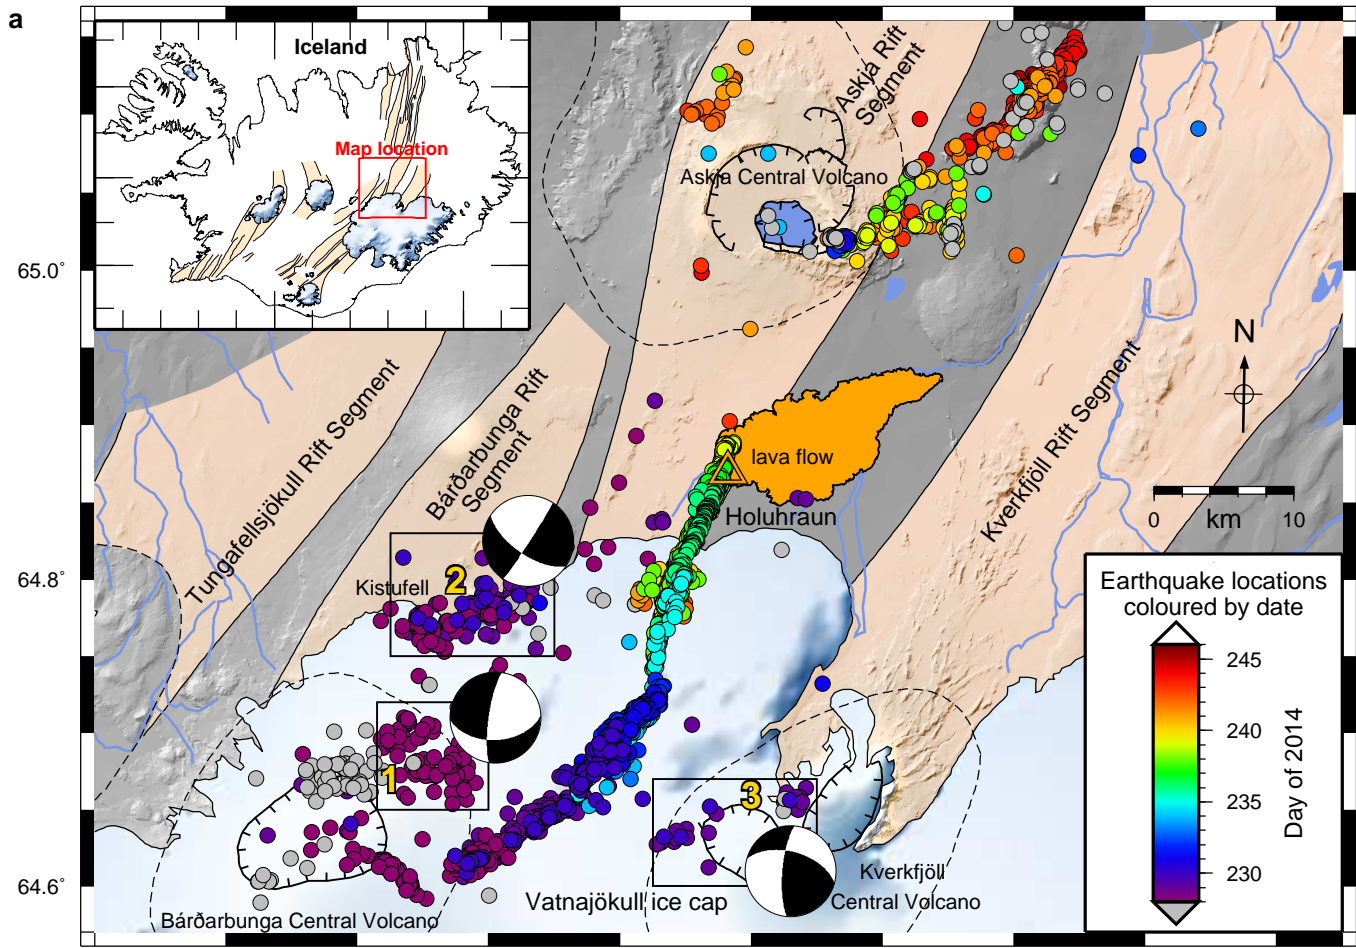 a
Iceland
Map location
Askja Rift
Segment
Askja Central Volcano
65.0°
N
Tungafellsjökull Rift Segment
Bárðarbunga Rift
Segment
Kverkfjöll Rift Segment
lava flow
Holuhraun
0 km 10
64.8°
Kistufell
2
1
3
Earthquake locations
coloured by date
245
240
235
230
Day of 2014
64.6°
Kverkfjöll
Central Volcano
Vatnajökull ice cap
Bárðarbunga Central Volcano